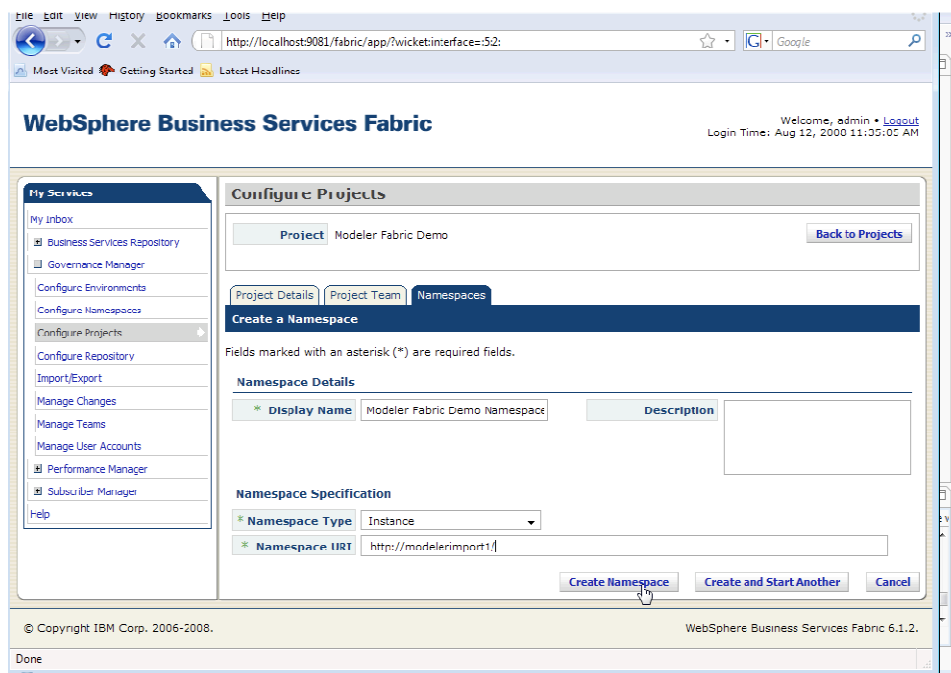 File Edit View History Bookmarks Tools Help
http://localhost:9081/fabric/app/?wicket:interface=:52: Google
Most Visited Getting Started Latest Headlines
WebSphere Business Services Fabric
Welcome, admin • Logout
Login Time: Aug 12, 2008 11:35:05 AM
My Services
My Inbox
Business Services Repository
Governance Manager
Configure Environments
Configure Namespaces
Configure Projects
Configure Repository
Import/Export
Manage Changes
Manage Teams
Manage User Accounts
Performance Manager
Subscriber Manager
Help
Configure Projects
Project Modeler Fabric Demo Back to Projects
Project Details Project Team Namespaces
Create a Namespace
Fields marked with an asterisk (*) are required fields.
Namespace Details
* Display Name Modeler Fabric Demo Namespace Description
Namespace Specification
* Namespace Type Instance
* Namespace URI http://modelerimport1/
Create Namespace Create and Start Another Cancel
© Copyright IBM Corp. 2006-2008. WebSphere Business Services Fabric 6.1.2.
Done